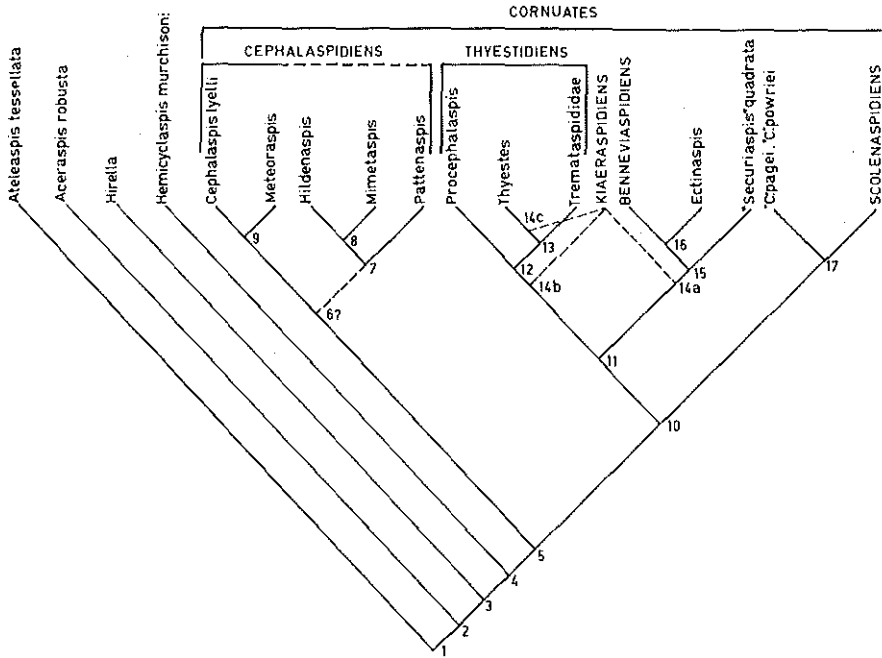 CORNUATES
CEPHALASPIDIENS
THYESTIDIENS
Ateleaspis tessellata
Aceraspis robusta
Hirella
Hemicyclaspis murchisoni
Cephalaspis lyelli
Meteoraspis
Hildenaspis
Mimetaspis
Pattenaspis
Procephalaspis
Thyestes
Tremataspididae
KIAERASPIDIENS
BENNEVIASPIDIENS
Ectinaspis
"Securiaspis" quadrata
"C."pagei, "C."powriei
SCOLENASPIDIENS
14c
9
8
13
16
7
12
15
17
14b
14a
6?
11
10
5
4
3
2
1